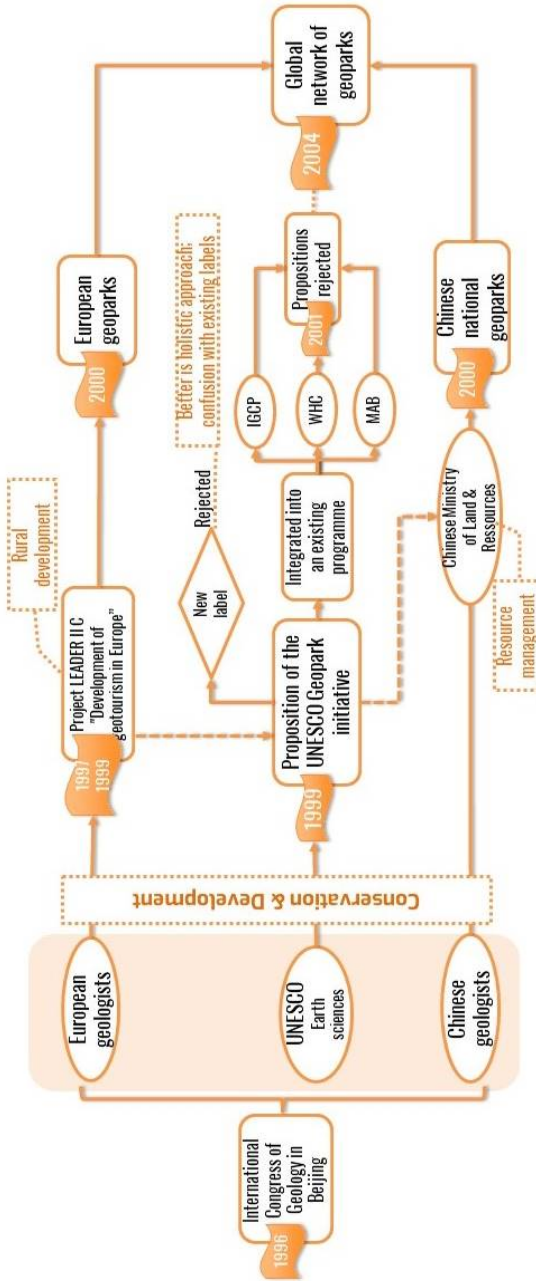 1996
International
Congress of
Geology in
Beijing
European
geologists
UNESCO
Earth
sciences
Chinese
geologists
Conservation & Development
1997
1999
Project LEADER II C
"Development of
geotourism in Europe"
Rural
development
2000
European
geoparks
1999
Proposition of the
UNESCO Geopark
initiative
New
label
Rejected
Better is holistic approach;
confusion with existing labels
Integrated into
an existing
programme
IGCP
WHC
MAB
2001
Propositions
rejected
2004
Global
network of
geoparks
Chinese Ministry
of Land &
Ressources
Resource
management
2000
Chinese
national
geoparks